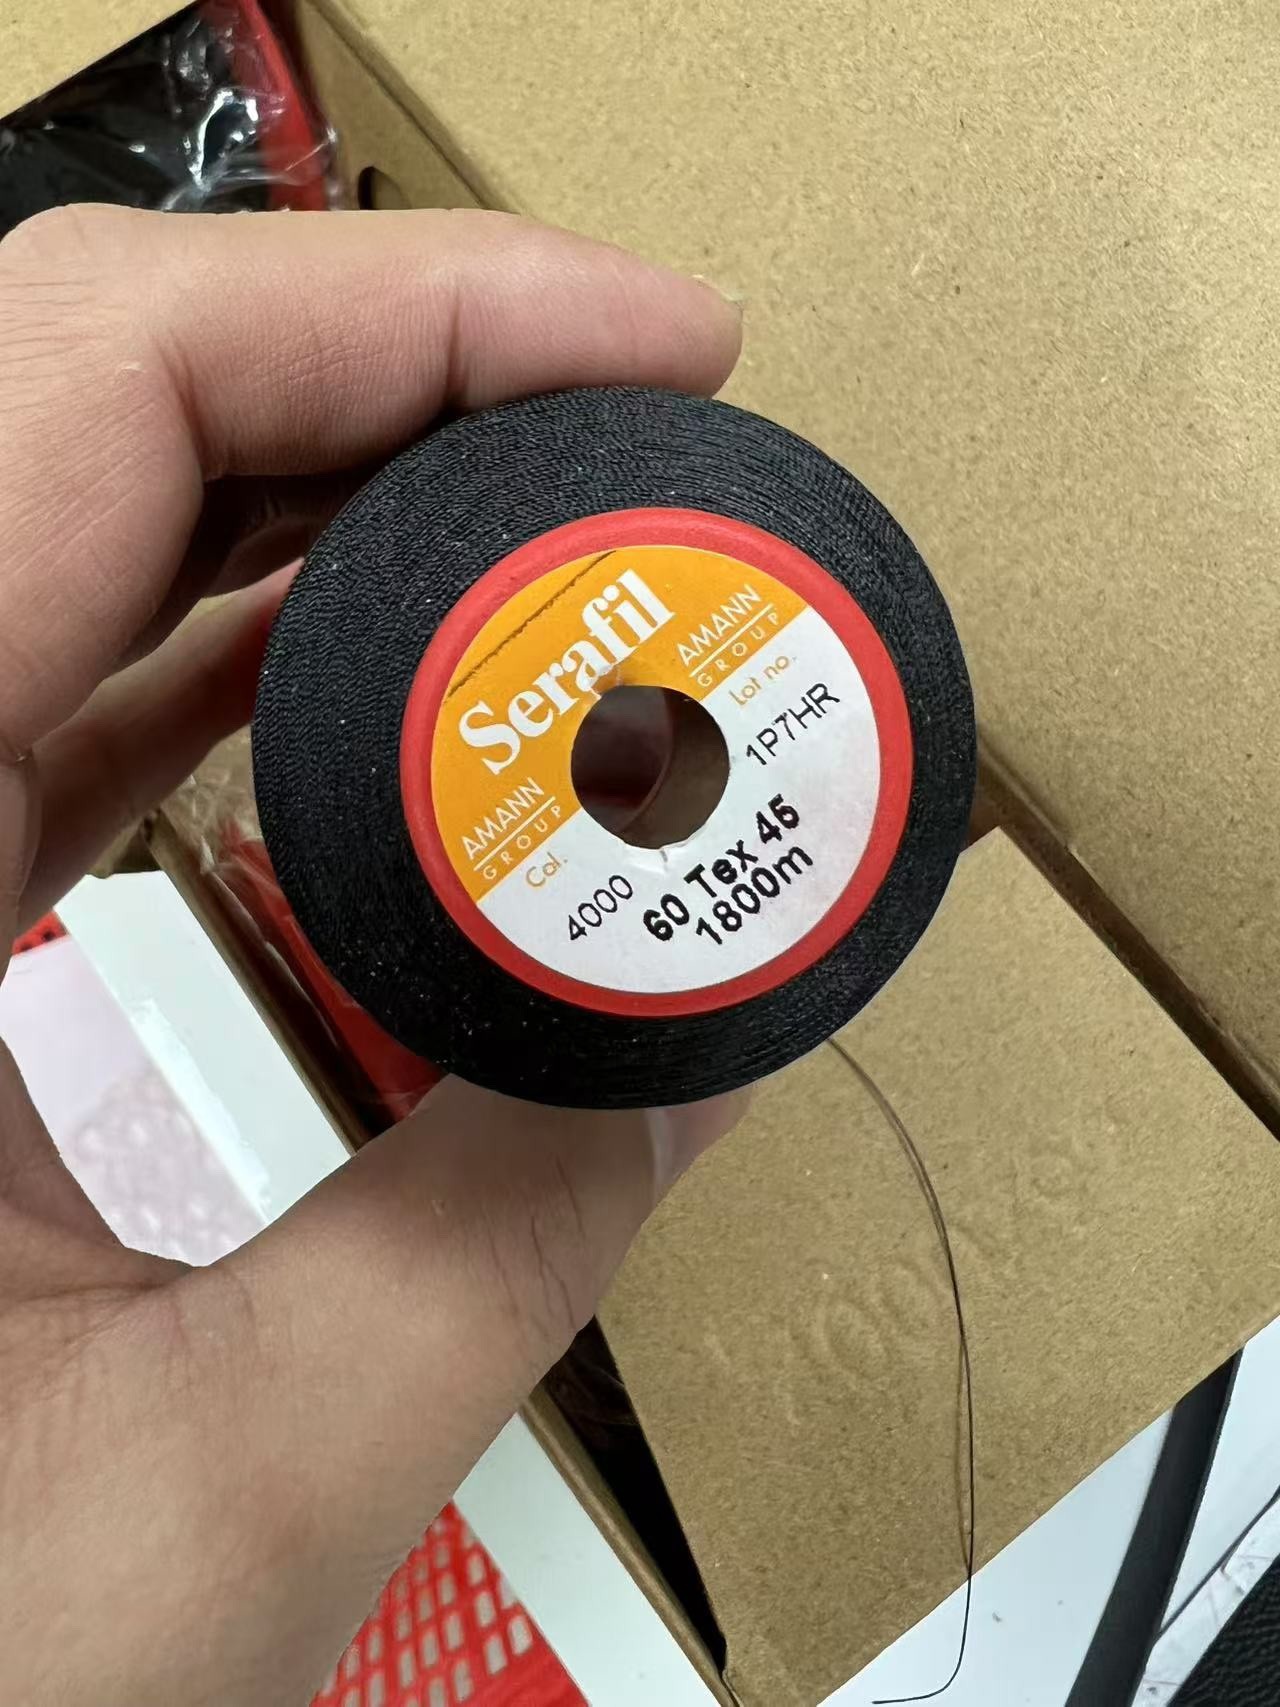 Serafil
AMANN
GROUP
AMANN
GROUP
Col.
4000
Lot no.
1P7HR
60 Tex 45
1800m